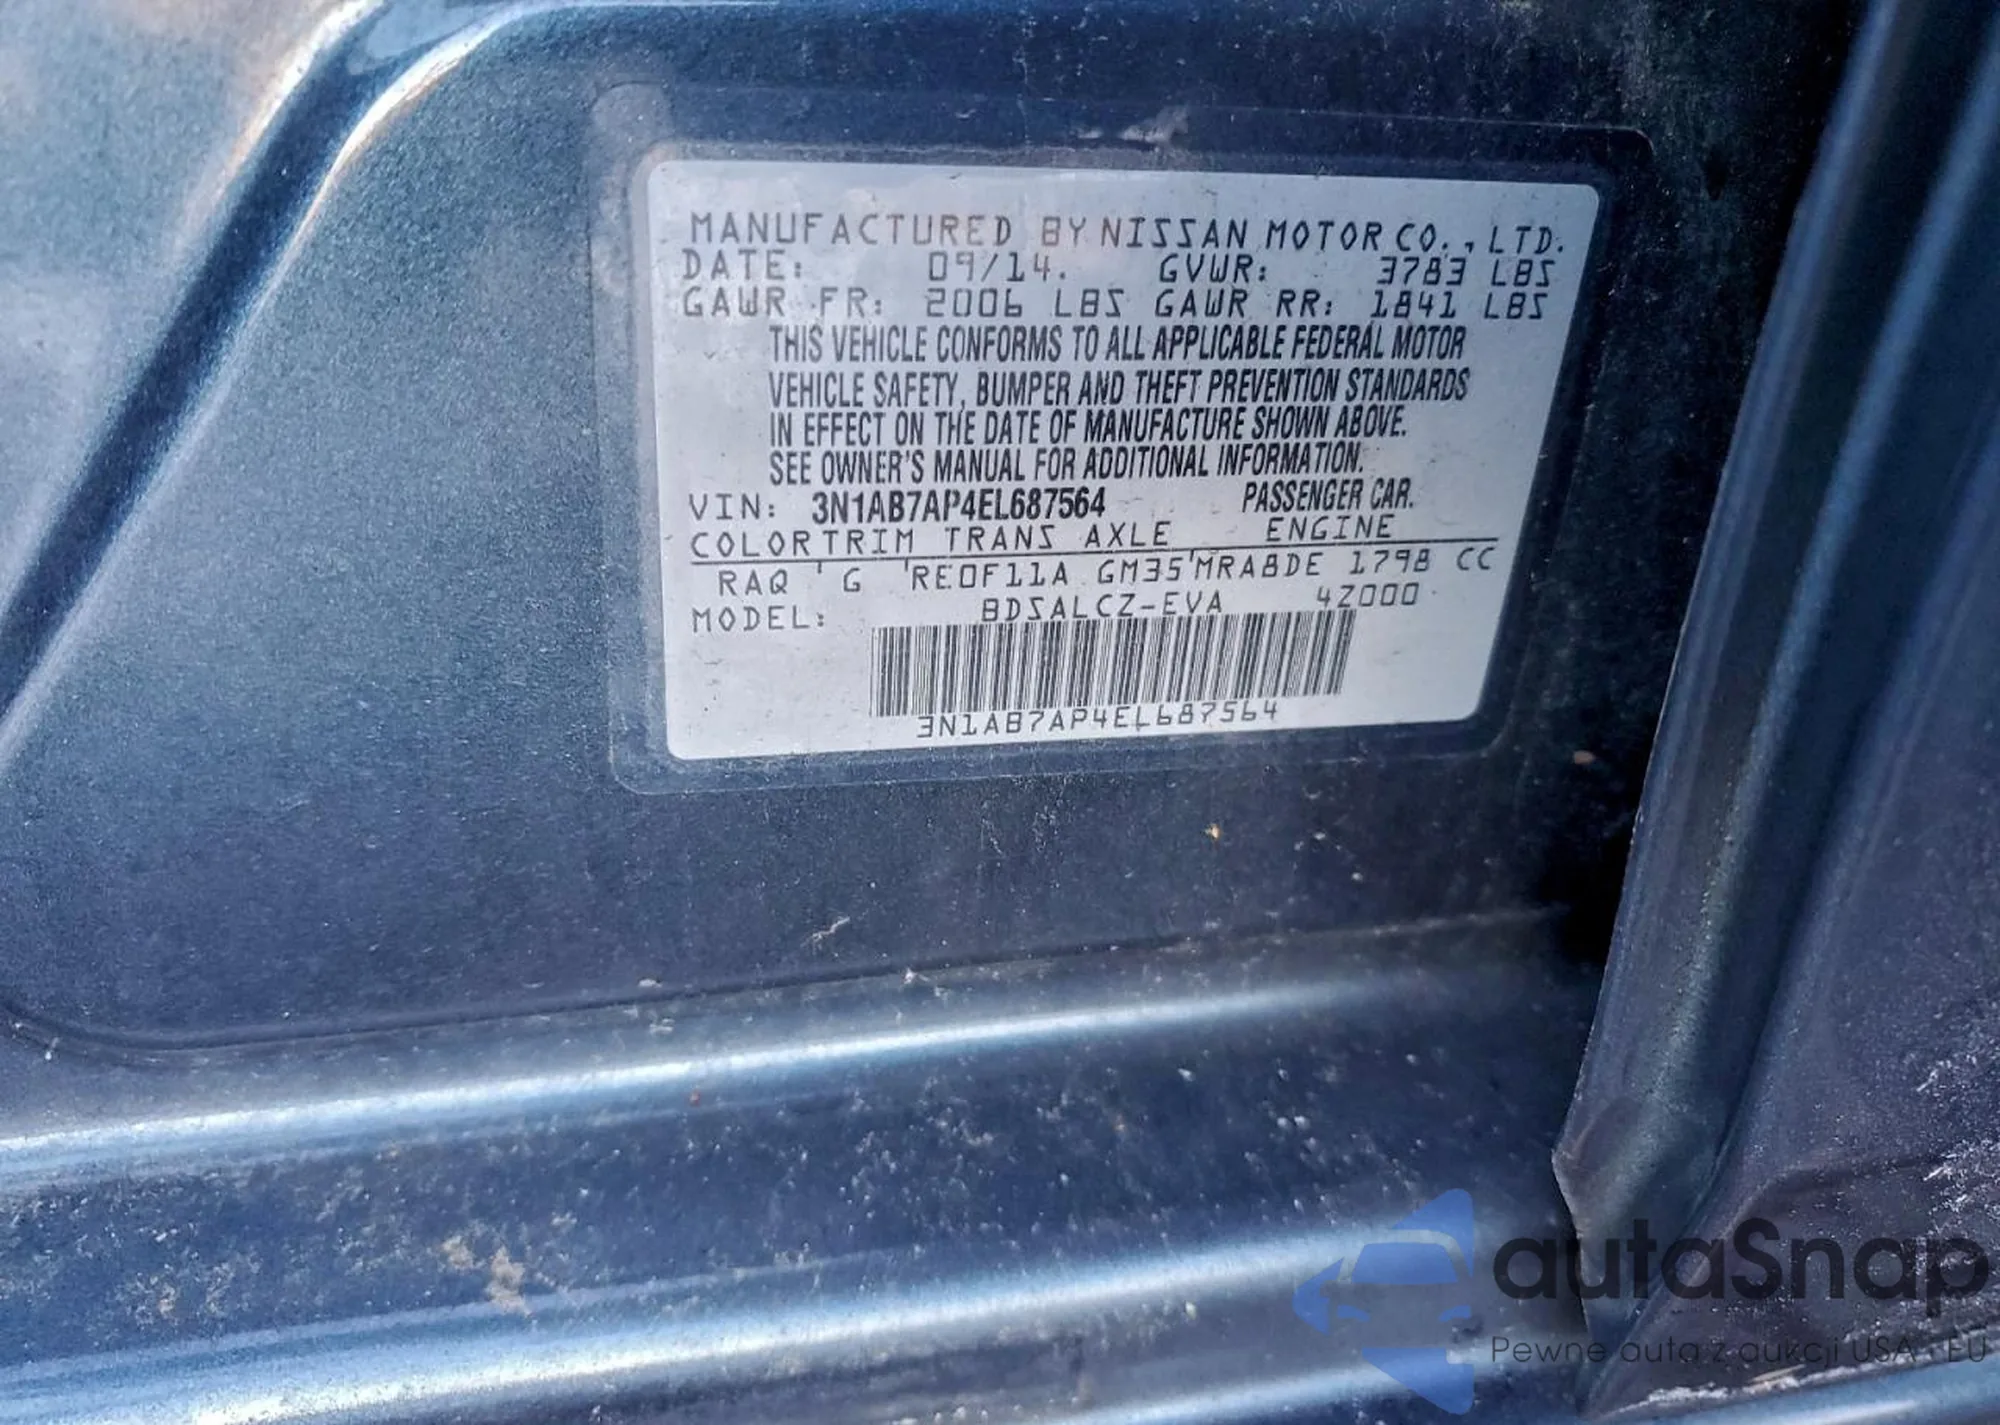 MANUFACTURED BY NISSAN MOTOR CO., LTD.
DATE: 09/14. GVWR: 3783 LBS
GAWR FR: 2006 LBS GAWR RR: 1841 LBS
THIS VEHICLE CONFORMS TO ALL APPLICABLE FEDERAL MOTOR
VEHICLE SAFETY, BUMPER AND THEFT PREVENTION STANDARDS
IN EFFECT ON THE DATE OF MANUFACTURE SHOWN ABOVE.
SEE OWNER'S MANUAL FOR ADDITIONAL INFORMATION.
VIN: 3N1AB7AP4EL687564 PASSENGER CAR.
COLOR TRIM TRANS AXLE ENGINE
RAQ ' G 'RE0F11A GM35'MRA8DE 1798 CC
MODEL: BDSALCZ-EVA 4Z000
3N1AB7AP4EL687564
autaSnap
Pewne auta z aukcji USA · EU